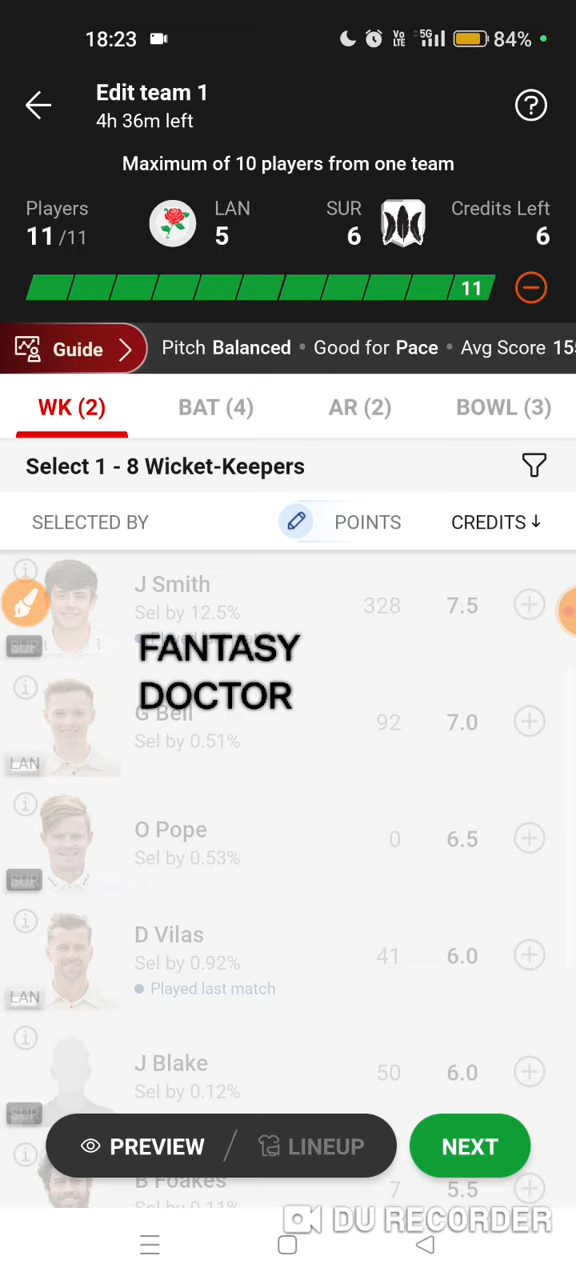 18:23
Vo LTE 5G 84%
Edit team 1
4h 36m left
Maximum of 10 players from one team
Players LAN SUR Credits Left
11/11 5 6 6
11
Guide Pitch Balanced • Good for Pace • Avg Score 155
WK (2) BAT (4) AR (2) BOWL (3)
Select 1 - 8 Wicket-Keepers
SELECTED BY POINTS CREDITS↓
J Smith
Sel by 12.5% 328 7.5
SUR
FANTASY
DOCTOR
G Bell
Sel by 0.51% 92 7.0
LAN
O Pope
Sel by 0.53% 0 6.5
SUR
D Vilas
Sel by 0.92% 41 6.0
LAN • Played last match
J Blake
Sel by 0.12% 50 6.0
SUR
PREVIEW / LINEUP NEXT
B Foakes
7 5.5
DU RECORDER